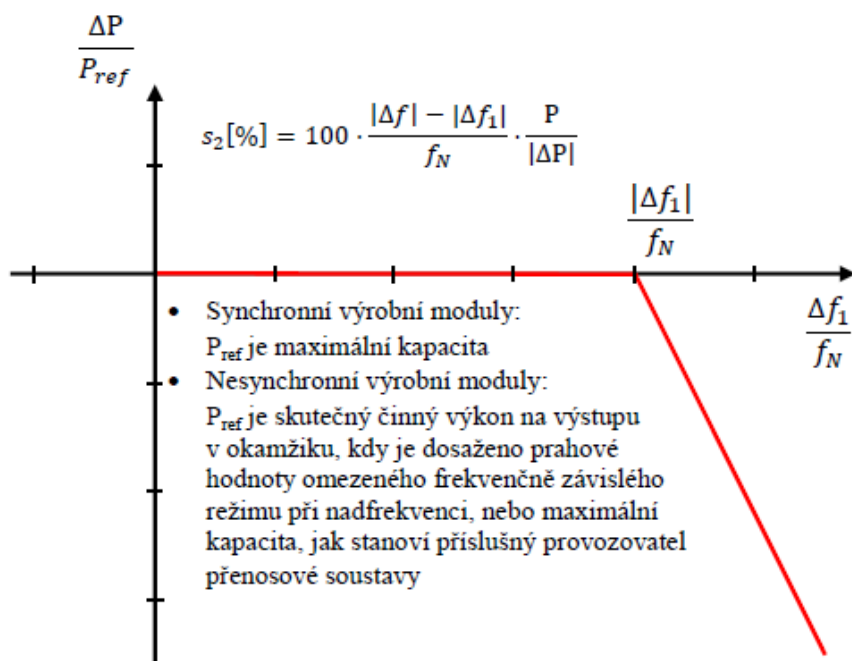 ΔP
P_ref
s₂[%] = 100 · (|Δf| − |Δf₁|)/f_N · P/|ΔP|
|Δf₁|
f_N
Δf₁
f_N
• Synchronní výrobní moduly:
P_ref je maximální kapacita
• Nesynchronní výrobní moduly:
P_ref je skutečný činný výkon na výstupu
v okamžiku, kdy je dosaženo prahové
hodnoty omezeného frekvenčně závislého
režimu při nadfrekvenci, nebo maximální
kapacita, jak stanoví příslušný provozovatel
přenosové soustavy